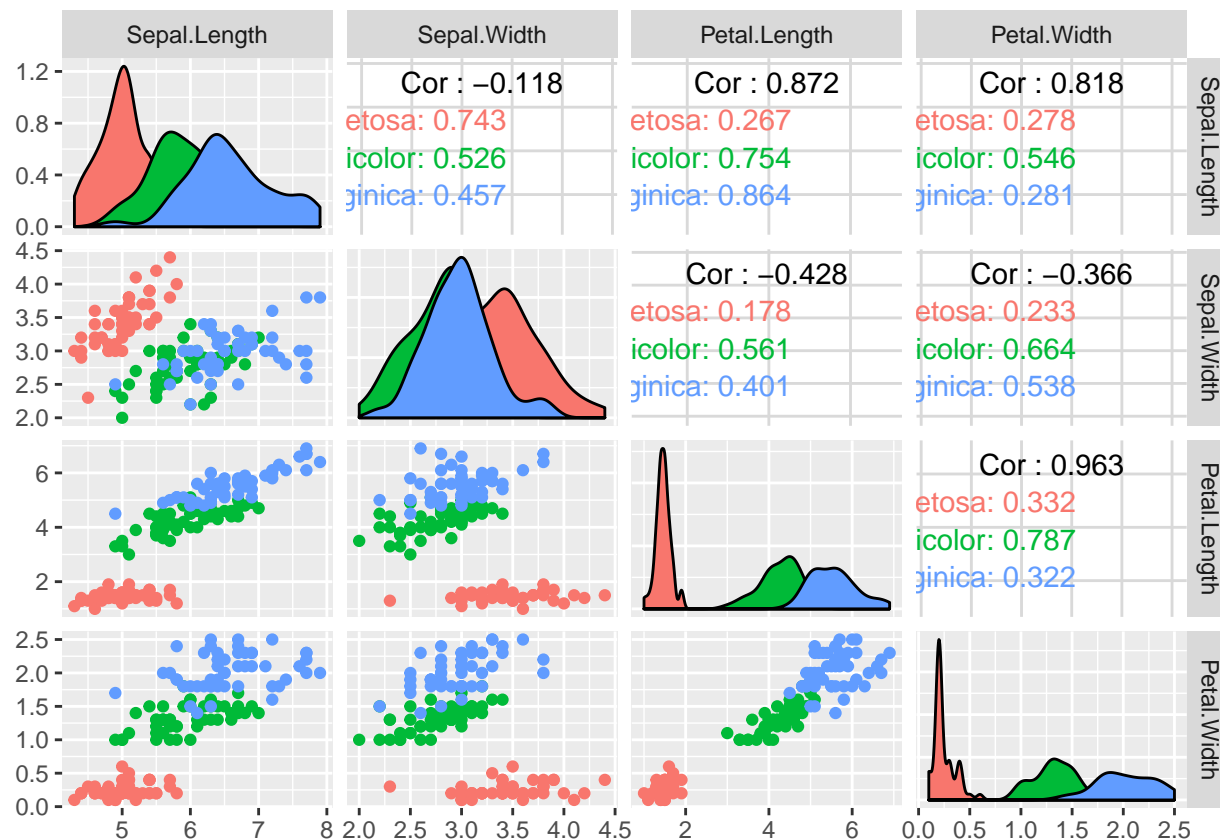 Sepal.Length Sepal.Width Petal.Length Petal.Width
1.2
0.8
0.4
0.0
Cor : −0.118
etosa: 0.743
icolor: 0.526
ginica: 0.457
Cor : 0.872
etosa: 0.267
icolor: 0.754
ginica: 0.864
Cor : 0.818
etosa: 0.278
icolor: 0.546
ginica: 0.281
Sepal.Length
4.5
4.0
3.5
3.0
2.5
2.0
Cor : −0.428
etosa: 0.178
icolor: 0.561
ginica: 0.401
Cor : −0.366
etosa: 0.233
icolor: 0.664
ginica: 0.538
Sepal.Width
6
4
2
Cor : 0.963
etosa: 0.332
icolor: 0.787
ginica: 0.322
Petal.Length
2.5
2.0
1.5
1.0
0.5
0.0
Petal.Width
5 6 7 8 2.0 2.5 3.0 3.5 4.0 4.5 2 4 6 0.0 0.5 1.0 1.5 2.0 2.5